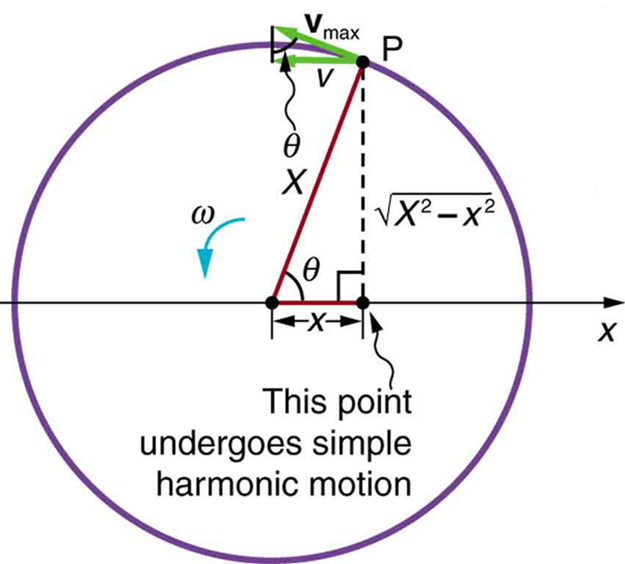 v_max
P
v
θ
X
√X² – x²
ω
θ
x
x
This point
undergoes simple
harmonic motion